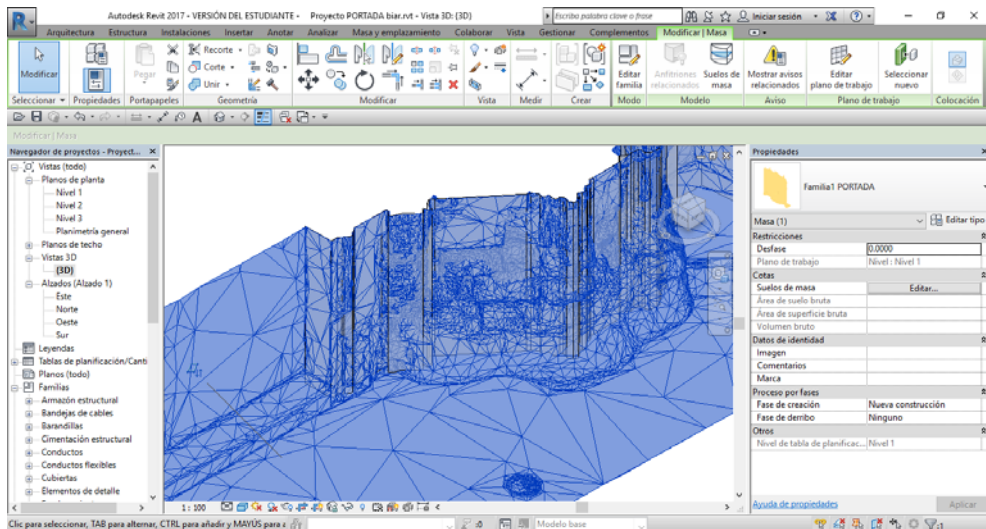 Autodesk Revit 2017 - VERSIÓN DEL ESTUDIANTE - Proyecto PORTADA biar.rvt - Vista 3D: {3D}
Escriba palabra clave o frase
Iniciar sesión
Arquitectura Estructura Instalaciones Insertar Anotar Analizar Masa y emplazamiento Colaborar Vista Gestionar Complementos Modificar | Masa
Modificar
Pegar
Recorte
Corte
Unir
Editar familia
Anfitriones relacionados
Suelos de masa
Mostrar avisos relacionados
Editar plano de trabajo
Seleccionar nuevo
Seleccionar Propiedades Portapapeles Geometría Modificar Vista Medir Crear Modo Modelo Aviso Plano de trabajo Colocación
Modificar | Masa
Navegador de proyectos - Proyect...
Vistas (todo)
Planos de planta
Nivel 1
Nivel 2
Nivel 3
Planimetría general
Planos de techo
Vistas 3D
{3D}
Alzados (Alzado 1)
Este
Norte
Oeste
Sur
Leyendas
Tablas de planificación/Canti
Planos (todo)
Familias
Armazón estructural
Bandejas de cables
Barandillas
Cimentación estructural
Conductos
Conductos flexibles
Cubiertas
Elementos de detalle
1 : 100
Propiedades
Familia1 PORTADA
Masa (1)
Editar tipo
Restricciones
Desfase 0.0000
Plano de trabajo Nivel : Nivel 1
Cotas
Suelos de masa Editar...
Área de suelo bruta
Área de superficie bruta
Volumen bruto
Datos de identidad
Imagen
Comentarios
Marca
Proceso por fases
Fase de creación Nueva construcción
Fase de derribo Ninguno
Otros
Nivel de tabla de planificac... Nivel 1
Ayuda de propiedades
Aplicar
Clic para seleccionar, TAB para alternar, CTRL para añadir y MAYÚS para
:0
Modelo base
:1